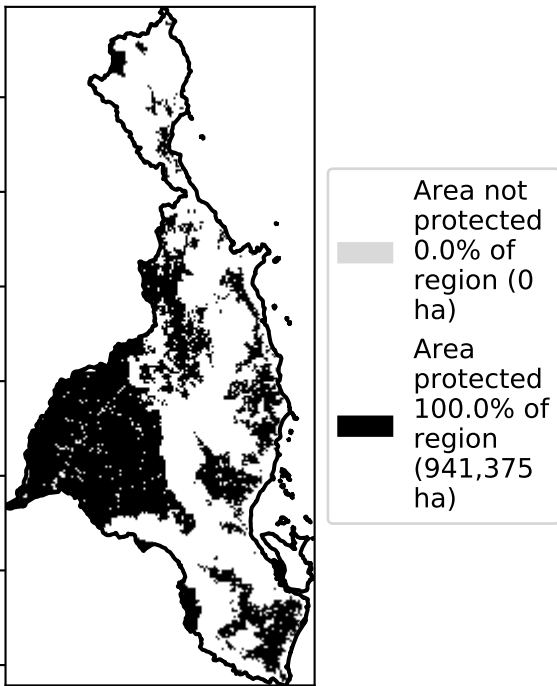 Area not
protected
0.0% of
region (0
ha)
Area
protected
100.0% of
region
(941,375
ha)